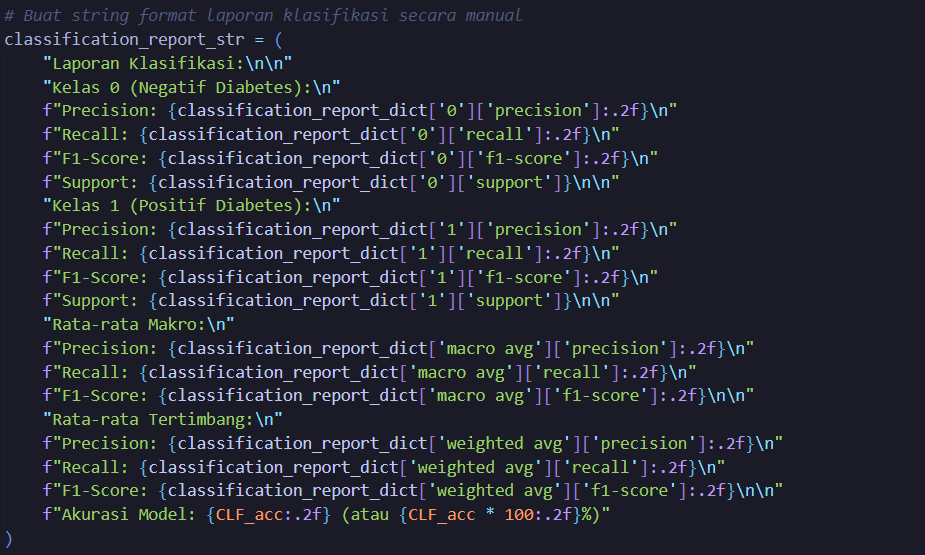 # Buat string format laporan klasifikasi secara manual
classification_report_str = (
    "Laporan Klasifikasi:\n\n"
    "Kelas 0 (Negatif Diabetes):\n"
    f"Precision: {classification_report_dict['0']['precision']:.2f}\n"
    f"Recall: {classification_report_dict['0']['recall']:.2f}\n"
    f"F1-Score: {classification_report_dict['0']['f1-score']:.2f}\n"
    f"Support: {classification_report_dict['0']['support']}\n\n"
    "Kelas 1 (Positif Diabetes):\n"
    f"Precision: {classification_report_dict['1']['precision']:.2f}\n"
    f"Recall: {classification_report_dict['1']['recall']:.2f}\n"
    f"F1-Score: {classification_report_dict['1']['f1-score']:.2f}\n"
    f"Support: {classification_report_dict['1']['support']}\n\n"
    "Rata-rata Makro:\n"
    f"Precision: {classification_report_dict['macro avg']['precision']:.2f}\n"
    f"Recall: {classification_report_dict['macro avg']['recall']:.2f}\n"
    f"F1-Score: {classification_report_dict['macro avg']['f1-score']:.2f}\n\n"
    "Rata-rata Tertimbang:\n"
    f"Precision: {classification_report_dict['weighted avg']['precision']:.2f}\n"
    f"Recall: {classification_report_dict['weighted avg']['recall']:.2f}\n"
    f"F1-Score: {classification_report_dict['weighted avg']['f1-score']:.2f}\n\n"
    f"Akurasi Model: {CLF_acc:.2f} (atau {CLF_acc * 100:.2f}%)"
)